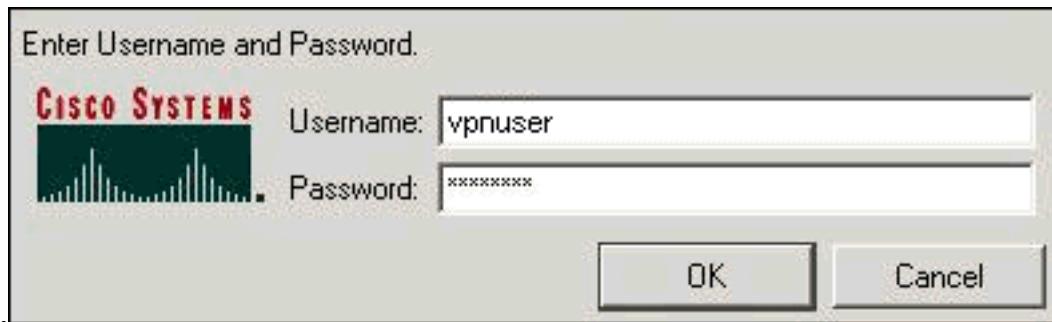 Enter Username and Password.
CISCO SYSTEMS
Username: vpnuser
Password: ********
OK Cancel